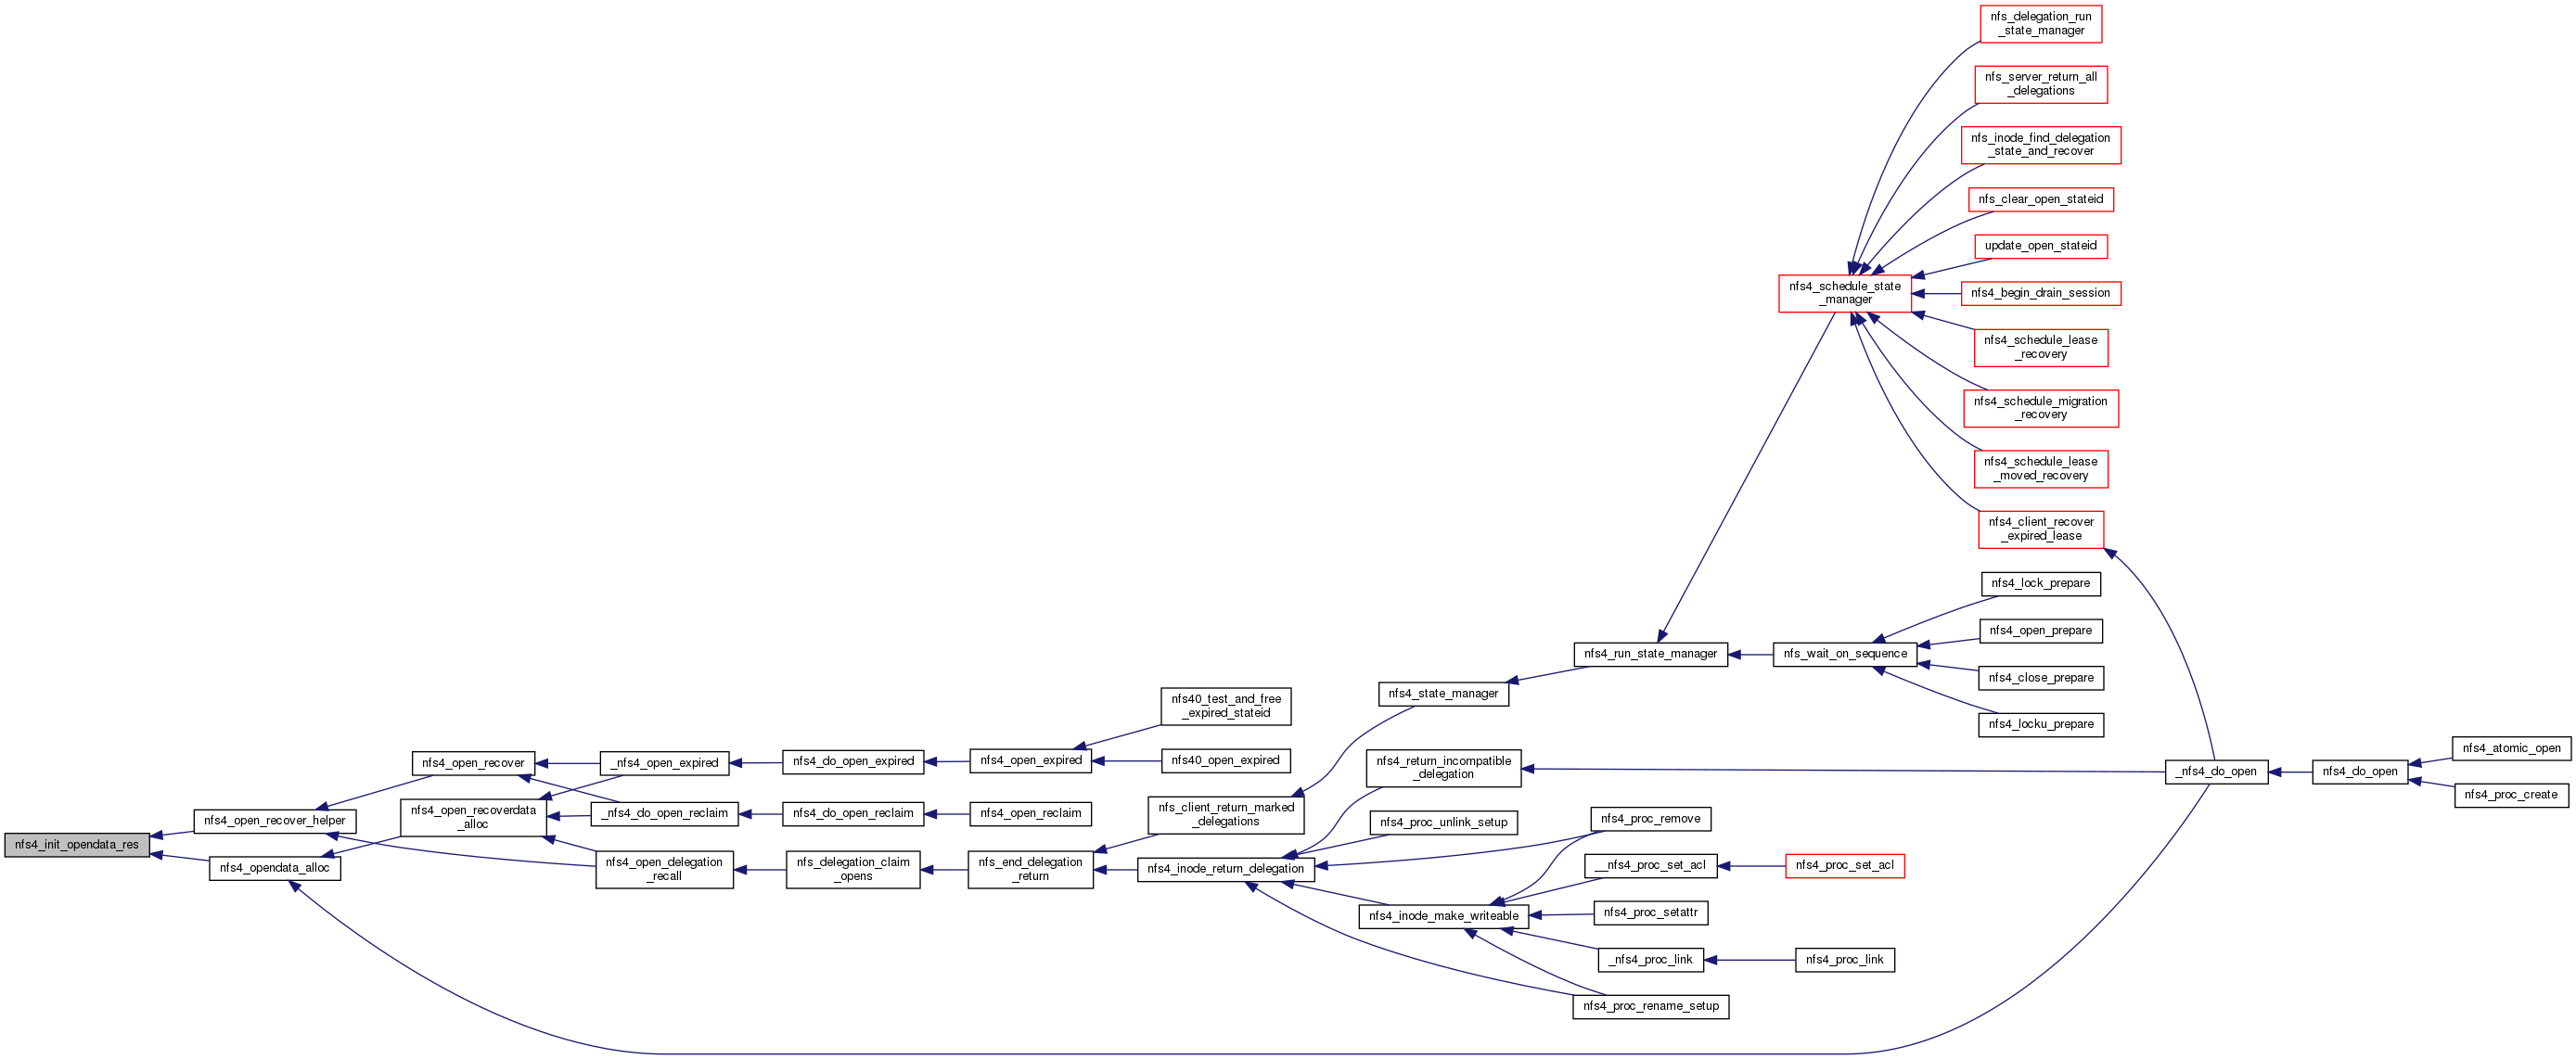 nfs_delegation_run
_state_manager
nfs_server_return_all
_delegations
nfs_inode_find_delegation
_state_and_recover
nfs_clear_open_stateid
update_open_stateid
nfs4_schedule_state
_manager
nfs4_begin_drain_session
nfs4_schedule_lease
_recovery
nfs4_schedule_migration
_recovery
nfs4_schedule_lease
_moved_recovery
nfs4_client_recover
_expired_lease
nfs4_lock_prepare
nfs4_open_prepare
nfs4_run_state_manager
nfs_wait_on_sequence
nfs4_close_prepare
nfs4_state_manager
nfs4_locku_prepare
nfs40_test_and_free
_expired_stateid
nfs4_atomic_open
nfs4_open_recover
_nfs4_open_expired
nfs4_do_open_expired
nfs4_open_expired
nfs40_open_expired
nfs4_return_incompatible
_delegation
_nfs4_do_open
nfs4_do_open
nfs4_proc_create
nfs4_open_recoverdata
_alloc
_nfs4_do_open_reclaim
nfs4_do_open_reclaim
nfs4_open_reclaim
nfs_client_return_marked
_delegations
nfs4_proc_unlink_setup
nfs4_proc_remove
nfs4_open_recover_helper
nfs4_init_opendata_res
nfs4_opendata_alloc
nfs4_open_delegation
_recall
nfs_delegation_claim
_opens
nfs_end_delegation
_return
nfs4_inode_return_delegation
__nfs4_proc_set_acl
nfs4_proc_set_acl
nfs4_inode_make_writeable
nfs4_proc_setattr
_nfs4_proc_link
nfs4_proc_link
nfs4_proc_rename_setup